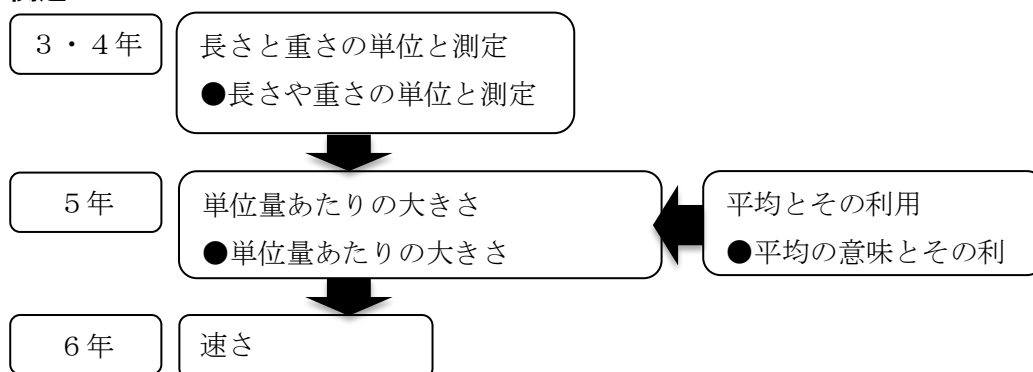 3・4年
長さと重さの単位と測定
●長さや重さの単位と測定
5年
単位量あたりの大きさ
●単位量あたりの大きさ
平均とその利用
●平均の意味とその利
6年
速さ